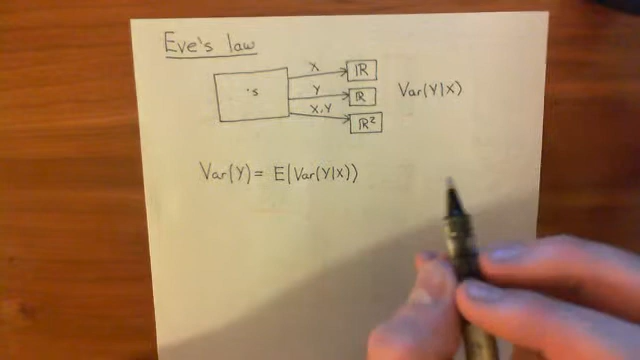 Eve's law
X
ℝ
·s
Y
ℝ
Var(Y|X)
X,Y
ℝ²
Var(Y) = E(Var(Y|X))